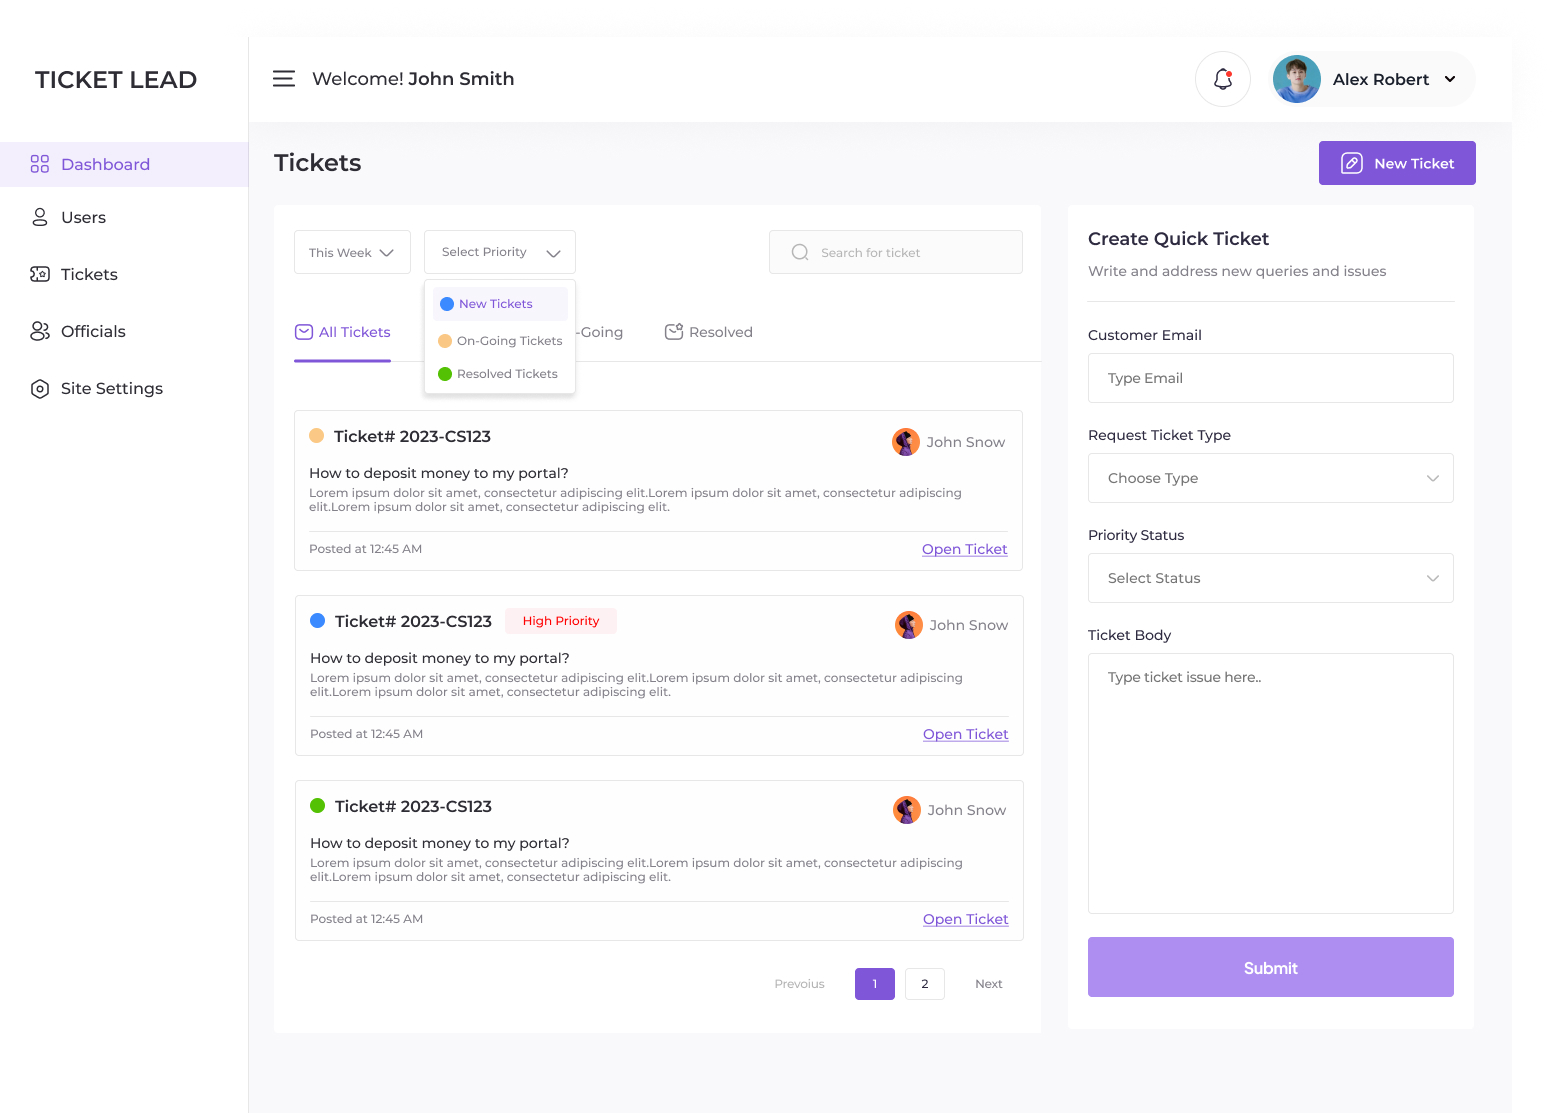 TICKET LEAD
Welcome! John Smith
Alex Robert
Dashboard
Users
Tickets
Officials
Site Settings
Tickets
New Ticket
This Week
Select Priority
Search for ticket
New Tickets
On-Going Tickets
Resolved Tickets
All Tickets
-Going
Resolved
Ticket# 2023-CS123
John Snow
How to deposit money to my portal?
Lorem ipsum dolor sit amet, consectetur adipiscing elit.Lorem ipsum dolor sit amet, consectetur adipiscing
elit.Lorem ipsum dolor sit amet, consectetur adipiscing elit.
Posted at 12:45 AM
Open Ticket
Ticket# 2023-CS123
High Priority
John Snow
How to deposit money to my portal?
Lorem ipsum dolor sit amet, consectetur adipiscing elit.Lorem ipsum dolor sit amet, consectetur adipiscing
elit.Lorem ipsum dolor sit amet, consectetur adipiscing elit.
Posted at 12:45 AM
Open Ticket
Ticket# 2023-CS123
John Snow
How to deposit money to my portal?
Lorem ipsum dolor sit amet, consectetur adipiscing elit.Lorem ipsum dolor sit amet, consectetur adipiscing
elit.Lorem ipsum dolor sit amet, consectetur adipiscing elit.
Posted at 12:45 AM
Open Ticket
Prevoius
1
2
Next
Create Quick Ticket
Write and address new queries and issues
Customer Email
Type Email
Request Ticket Type
Choose Type
Priority Status
Select Status
Ticket Body
Type ticket issue here..
Submit